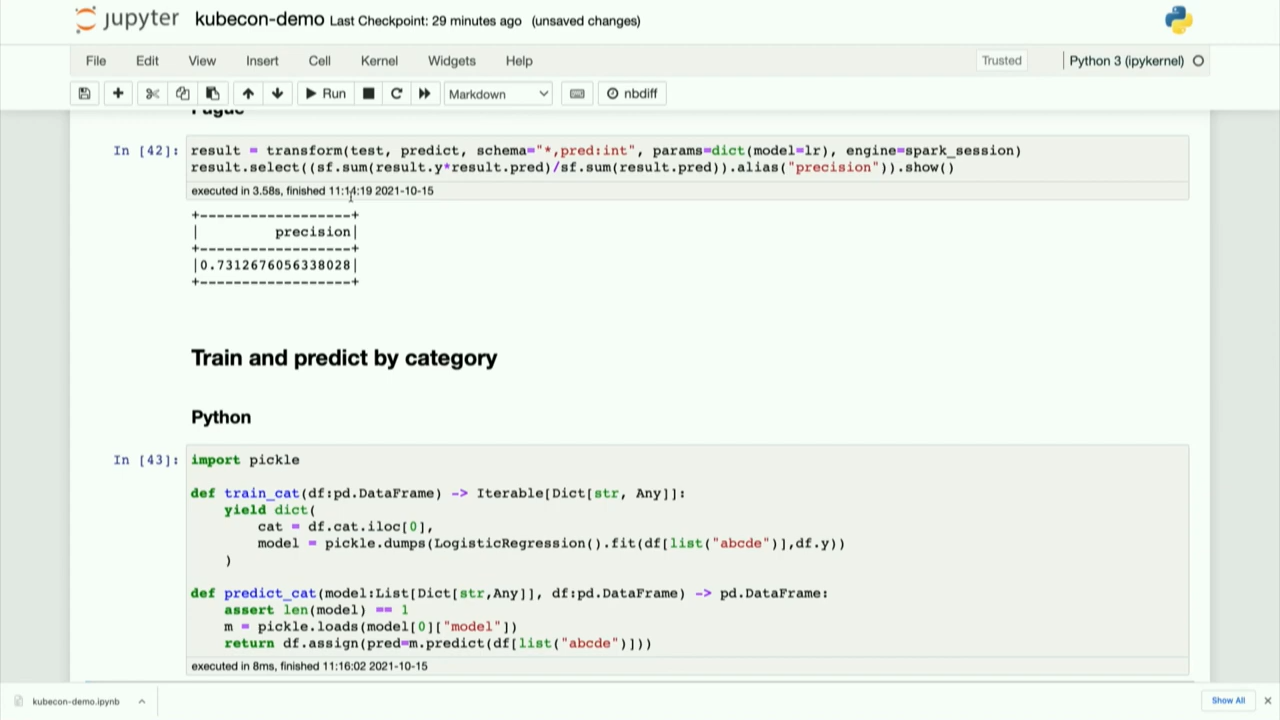 jupyter kubecon-demo Last Checkpoint: 29 minutes ago (unsaved changes)
File Edit View Insert Cell Kernel Widgets Help Trusted Python 3 (ipykernel)
Run Markdown nbdiff
Fugue
In [42]: result = transform(test, predict, schema="*,pred:int", params=dict(model=lr), engine=spark_session)
result.select((sf.sum(result.y*result.pred)/sf.sum(result.pred)).alias("precision")).show()
executed in 3.58s, finished 11:14:19 2021-10-15
+------------------+
|         precision|
+------------------+
|0.7312676056338028|
+------------------+
Train and predict by category
Python
In [43]: import pickle
def train_cat(df:pd.DataFrame) -> Iterable[Dict[str, Any]]:
    yield dict(
        cat = df.cat.iloc[0],
        model = pickle.dumps(LogisticRegression().fit(df[list("abcde")],df.y))
    )
def predict_cat(model:List[Dict[str,Any]], df:pd.DataFrame) -> pd.DataFrame:
    assert len(model) == 1
    m = pickle.loads(model[0]["model"])
    return df.assign(pred=m.predict(df[list("abcde")]))
executed in 8ms, finished 11:16:02 2021-10-15
kubecon-demo.ipynb Show All